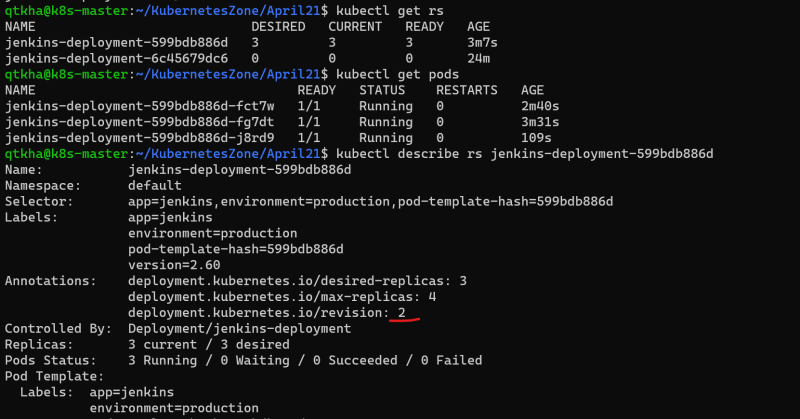 qtkha@k8s-master:~/KubernetesZone/April21$ kubectl get rs
NAME DESIRED CURRENT READY AGE
jenkins-deployment-599bdb886d 3 3 3 3m7s
jenkins-deployment-6c45679dc6 0 0 0 24m
qtkha@k8s-master:~/KubernetesZone/April21$ kubectl get pods
NAME READY STATUS RESTARTS AGE
jenkins-deployment-599bdb886d-fct7w 1/1 Running 0 2m40s
jenkins-deployment-599bdb886d-fg7dt 1/1 Running 0 3m31s
jenkins-deployment-599bdb886d-j8rd9 1/1 Running 0 109s
qtkha@k8s-master:~/KubernetesZone/April21$ kubectl describe rs jenkins-deployment-599bdb886d
Name: jenkins-deployment-599bdb886d
Namespace: default
Selector: app=jenkins,environment=production,pod-template-hash=599bdb886d
Labels: app=jenkins
environment=production
pod-template-hash=599bdb886d
version=2.60
Annotations: deployment.kubernetes.io/desired-replicas: 3
deployment.kubernetes.io/max-replicas: 4
deployment.kubernetes.io/revision: 2
Controlled By: Deployment/jenkins-deployment
Replicas: 3 current / 3 desired
Pods Status: 3 Running / 0 Waiting / 0 Succeeded / 0 Failed
Pod Template:
Labels: app=jenkins
environment=production